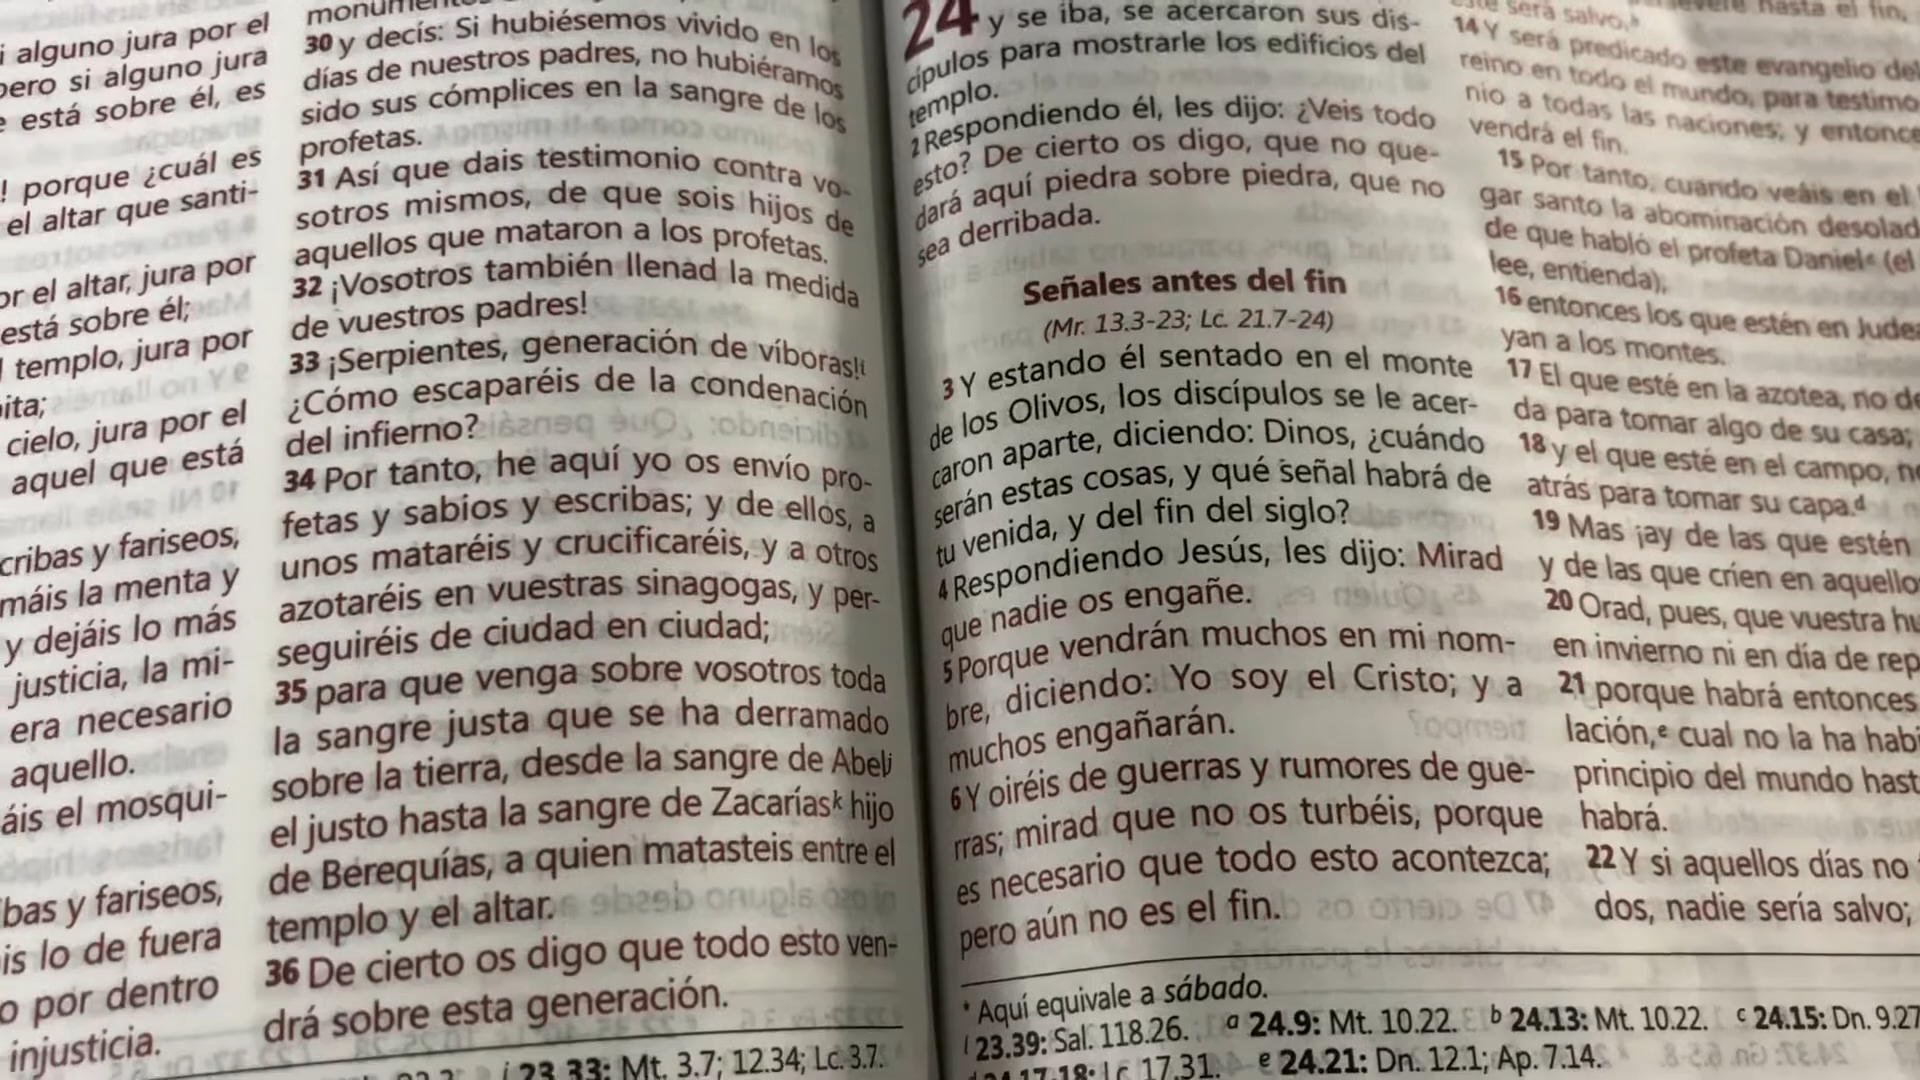 i alguno jura por el
pero si alguno jura
está sobre él, es
! porque ¿cuál es
el altar que santi-
or el altar, jura por
está sobre él;
templo, jura por
ita;
cielo, jura por el
aquel que está
cribas y fariseos,
máis la menta y
y dejáis lo más
justicia, la mi-
era necesario
aquello.
áis el mosqui-
bas y fariseos,
is lo de fuera
o por dentro
injusticia.
30 y decís: Si hubiésemos vivido en los
días de nuestros padres, no hubiéramos
sido sus cómplices en la sangre de los
profetas.
31 Así que dais testimonio contra vo-
sotros mismos, de que sois hijos de
aquellos que mataron a los profetas.
32 ¡Vosotros también llenad la medida
de vuestros padres!
33 ¡Serpientes, generación de víboras!i
¿Cómo escaparéis de la condenación
del infierno?
34 Por tanto, he aquí yo os envío pro-
fetas y sabios y escribas; y de ellos, a
unos mataréis y crucificaréis, y a otros
azotaréis en vuestras sinagogas, y per-
seguiréis de ciudad en ciudad;
35 para que venga sobre vosotros toda
la sangre justa que se ha derramado
sobre la tierra, desde la sangre de Abelj
el justo hasta la sangre de Zacaríask hijo
de Berequías, a quien matasteis entre el
templo y el altar.
36 De cierto os digo que todo esto ven-
drá sobre esta generación.
i 23.33: Mt. 3.7; 12.34; Lc. 3.7.
24 y se iba, se acercaron sus dis-
cípulos para mostrarle los edificios del
templo.
2 Respondiendo él, les dijo: ¿Veis todo
esto? De cierto os digo, que no que-
dará aquí piedra sobre piedra, que no
sea derribada.
Señales antes del fin
(Mr. 13.3-23; Lc. 21.7-24)
3 Y estando él sentado en el monte
de los Olivos, los discípulos se le acer-
caron aparte, diciendo: Dinos, ¿cuándo
serán estas cosas, y qué señal habrá de
tu venida, y del fin del siglo?
4 Respondiendo Jesús, les dijo: Mirad
que nadie os engañe.
5 Porque vendrán muchos en mi nom-
bre, diciendo: Yo soy el Cristo; y a
muchos engañarán.
6 Y oiréis de guerras y rumores de gue-
rras; mirad que no os turbéis, porque
es necesario que todo esto acontezca;
pero aún no es el fin.
será salvo.b
14 Y será predicado este evangelio del
reino en todo el mundo, para testimo
nio a todas las naciones; y entonce
vendrá el fin.
15 Por tanto, cuando veáis en el
gar santo la abominación desolad
de que habló el profeta Danielc (el
lee, entienda),
16 entonces los que estén en Judea
yan a los montes.
17 El que esté en la azotea, no de
da para tomar algo de su casa;
18 y el que esté en el campo, n
atrás para tomar su capa.d
19 Mas ¡ay de las que estén
y de las que críen en aquello
20 Orad, pues, que vuestra hu
en invierno ni en día de rep
21 porque habrá entonces
lación,e cual no la ha habi
principio del mundo hast
habrá.
22 Y si aquellos días no
dos, nadie sería salvo;
* Aquí equivale a sábado.
l 23.39: Sal. 118.26. a 24.9: Mt. 10.22. b 24.13: Mt. 10.22. c 24.15: Dn. 9.27
d 24.17-18: Lc. 17.31. e 24.21: Dn. 12.1; Ap. 7.14.